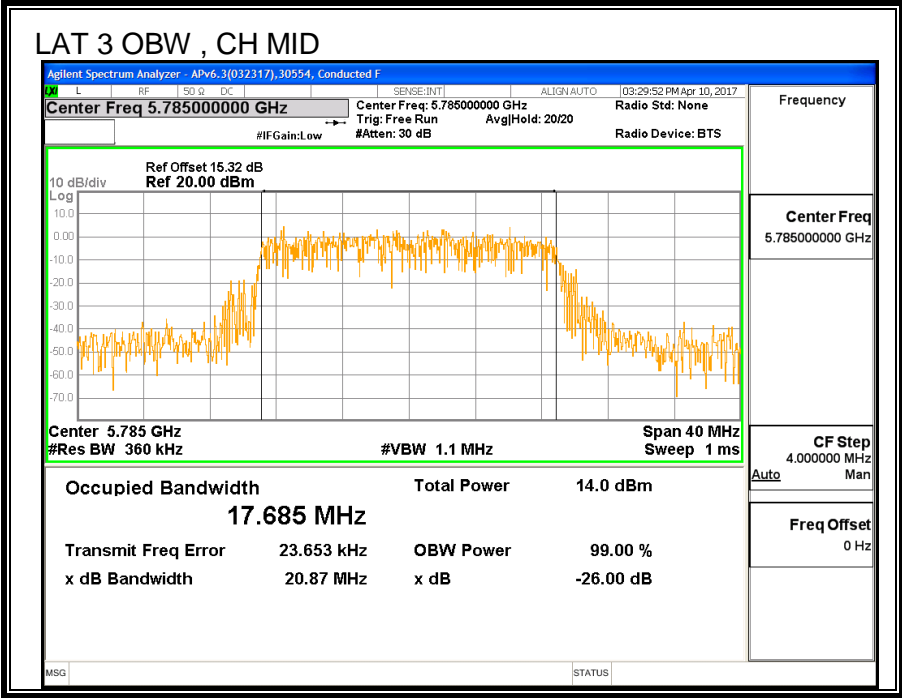 LAT 3 OBW , CH MID
Agilent Spectrum Analyzer - APv6.3(032317),30554, Conducted F
LXI L RF 50 Ω DC SENSE:INT ALIGN AUTO 03:29:52 PM Apr 10, 2017
Center Freq 5.785000000 GHz
Center Freq: 5.785000000 GHz
Radio Std: None
Trig: Free Run Avg|Hold: 20/20
#IFGain:Low
#Atten: 30 dB
Radio Device: BTS
Ref Offset 15.32 dB
10 dB/div Ref 20.00 dBm
Log
10.0
0.00
-10.0
-20.0
-30.0
-40.0
-50.0
-60.0
-70.0
Center 5.785 GHz Span 40 MHz
#Res BW 360 kHz #VBW 1.1 MHz Sweep 1 ms
Occupied Bandwidth Total Power 14.0 dBm
17.685 MHz
Transmit Freq Error 23.653 kHz OBW Power 99.00 %
x dB Bandwidth 20.87 MHz x dB -26.00 dB
Frequency
Center Freq
5.785000000 GHz
CF Step
4.000000 MHz
Auto Man
Freq Offset
0 Hz
MSG STATUS